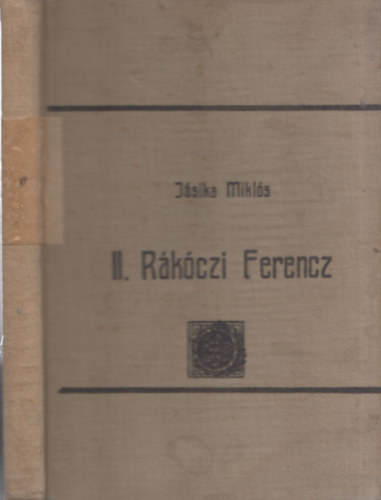 Jósika Miklós
II. Rákóczi Ferencz